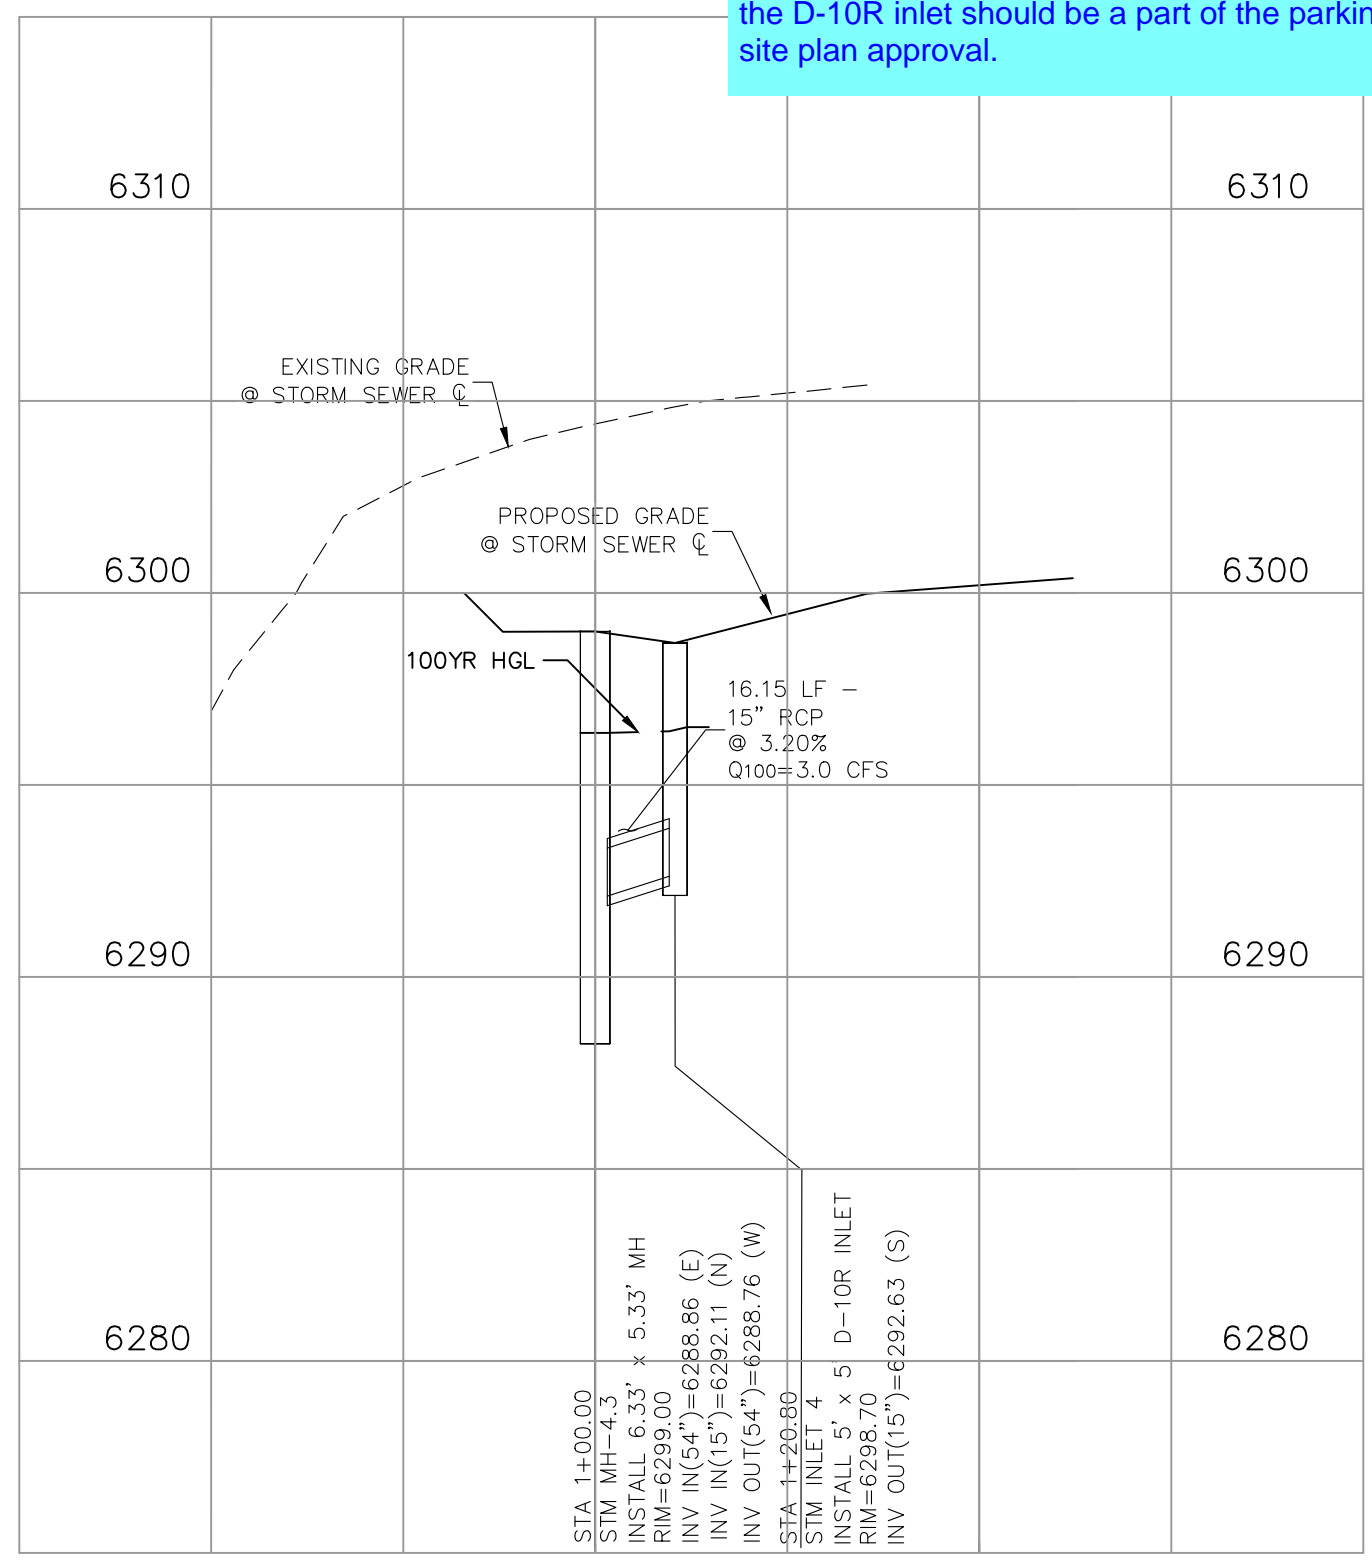 the D-10R inlet should be a part of the parkin
site plan approval.
6310
6310
EXISTING GRADE
@ STORM SEWER ℄
PROPOSED GRADE
@ STORM SEWER ℄
6300
6300
100YR HGL
16.15 LF –
15" RCP
@ 3.20%
Q100=3.0 CFS
6290
6290
6280
6280
STA 1+00.00
STM MH-4.3
INSTALL 6.33' x 5.33' MH
RIM=6299.00
INV IN(54")=6288.86 (E)
INV IN(15")=6292.11 (N)
INV OUT(54")=6288.76 (W)
STA 1+20.80
STM INLET 4
INSTALL 5' x 5' D-10R INLET
RIM=6298.70
INV OUT(15")=6292.63 (S)